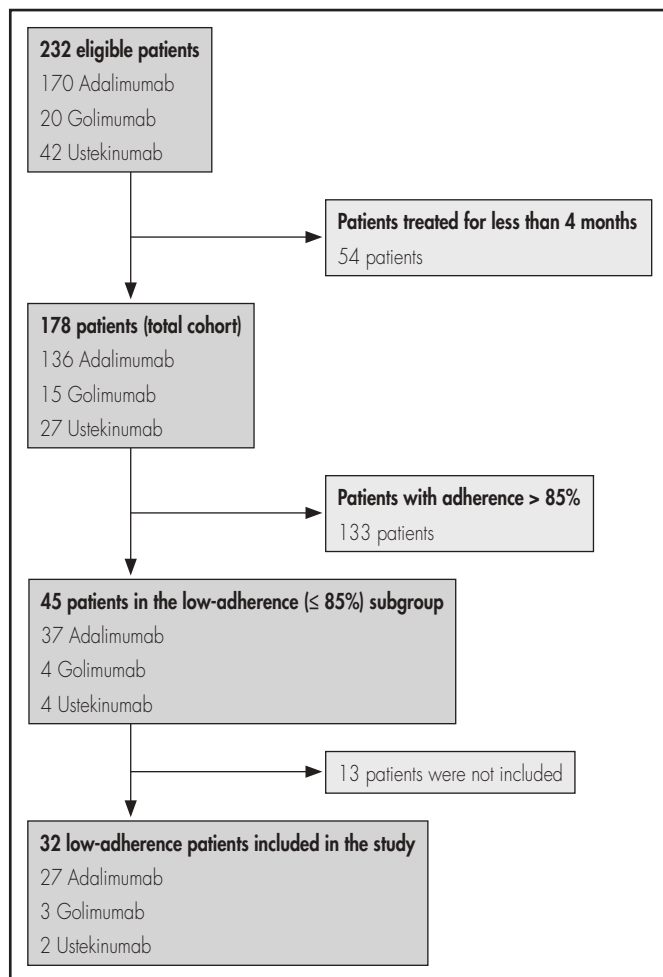 232 eligible patients
170 Adalimumab
20 Golimumab
42 Ustekinumab
Patients treated for less than 4 months
54 patients
178 patients (total cohort)
136 Adalimumab
15 Golimumab
27 Ustekinumab
Patients with adherence > 85%
133 patients
45 patients in the low-adherence (≤ 85%) subgroup
37 Adalimumab
4 Golimumab
4 Ustekinumab
13 patients were not included
32 low-adherence patients included in the study
27 Adalimumab
3 Golimumab
2 Ustekinumab